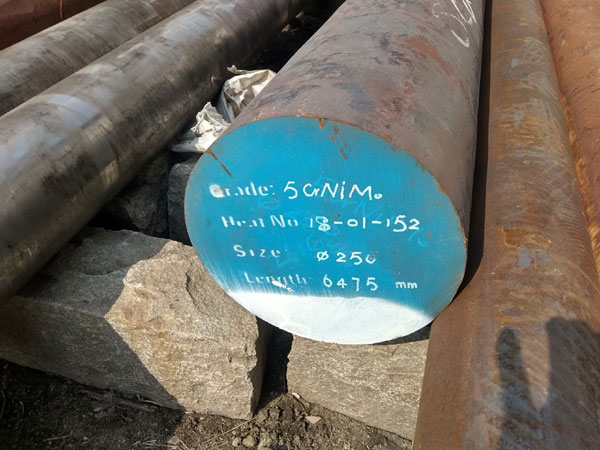 Grade: 5CrNiMo
Heat No 18-01-152
Size ø250
Length 6475 mm